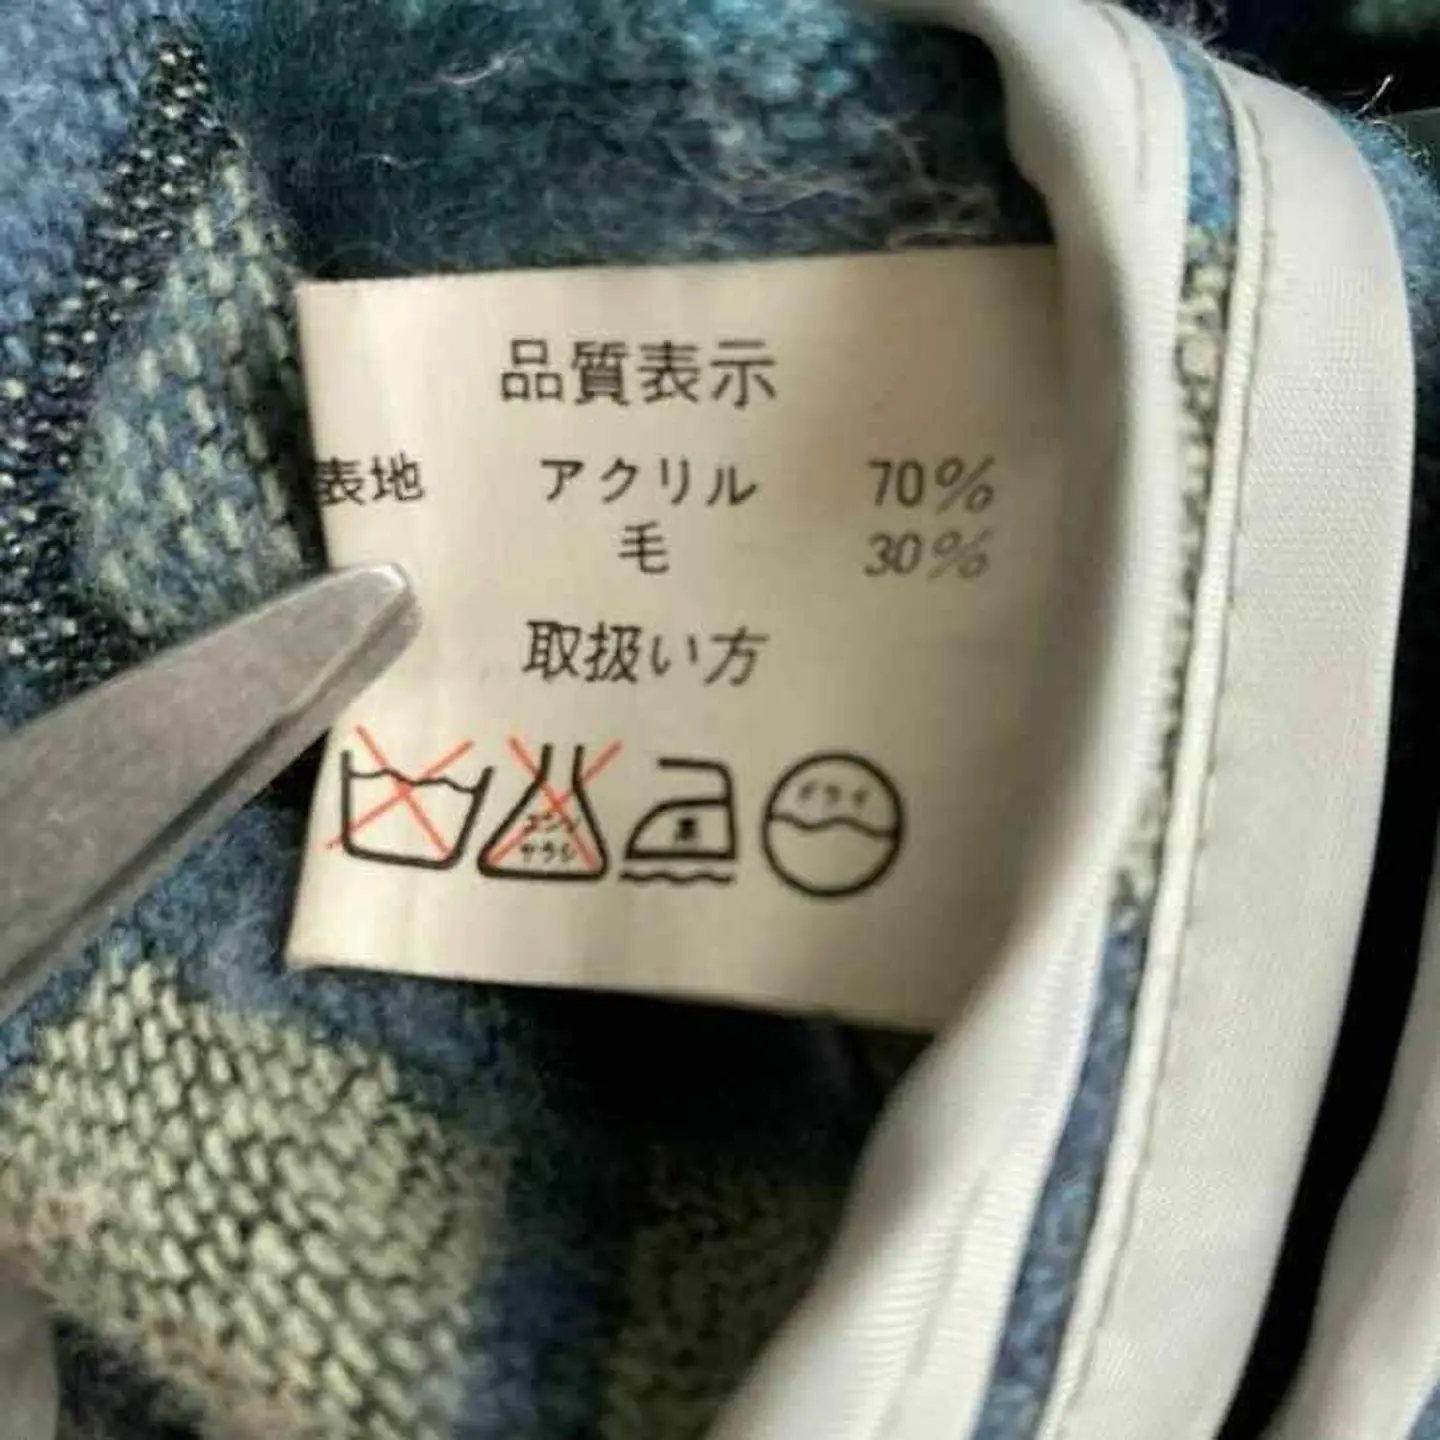 品質表示
表地 アクリル 70%
毛 30%
取扱い方
エンソ サラシ
ドライ